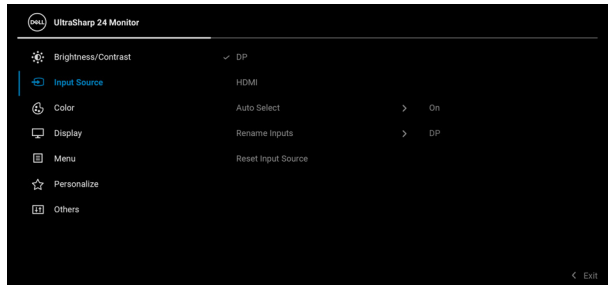 DELL UltraSharp 24 Monitor
Brightness/Contrast DP
Input Source HDMI
Color Auto Select On
Display Rename Inputs DP
Menu Reset Input Source
Personalize
Others
Exit